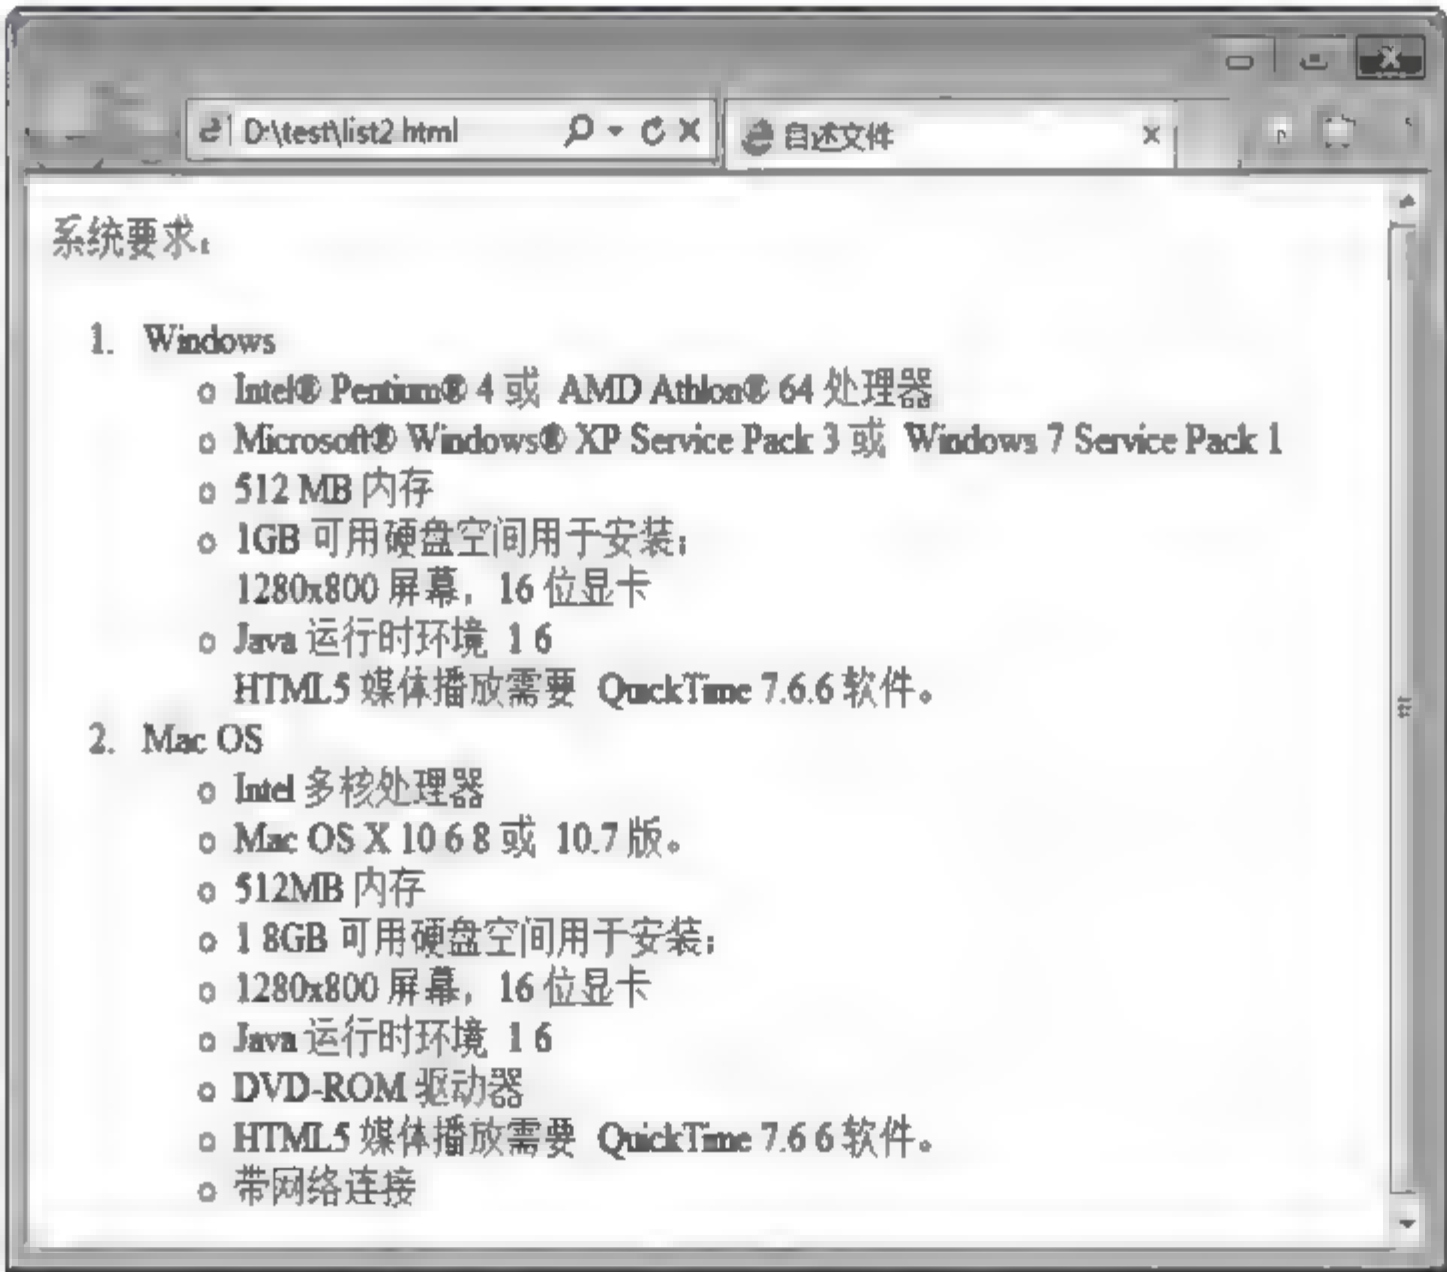 D:\test\list2 html
自述文件
系统要求:
1. Windows
o Intel® Pentium® 4 或 AMD Athlon® 64 处理器
o Microsoft® Windows® XP Service Pack 3 或 Windows 7 Service Pack 1
o 512 MB 内存
o 1GB 可用硬盘空间用于安装;
1280x800 屏幕, 16 位显卡
o Java 运行时环境 1 6
HTML5 媒体播放需要 QuickTime 7.6.6 软件。
2. Mac OS
o Intel 多核处理器
o Mac OS X 10 6 8 或 10.7 版。
o 512MB 内存
o 1 8GB 可用硬盘空间用于安装;
o 1280x800 屏幕, 16 位显卡
o Java 运行时环境 1 6
o DVD-ROM 驱动器
o HTML5 媒体播放需要 QuickTime 7.6 6 软件。
o 带网络连接